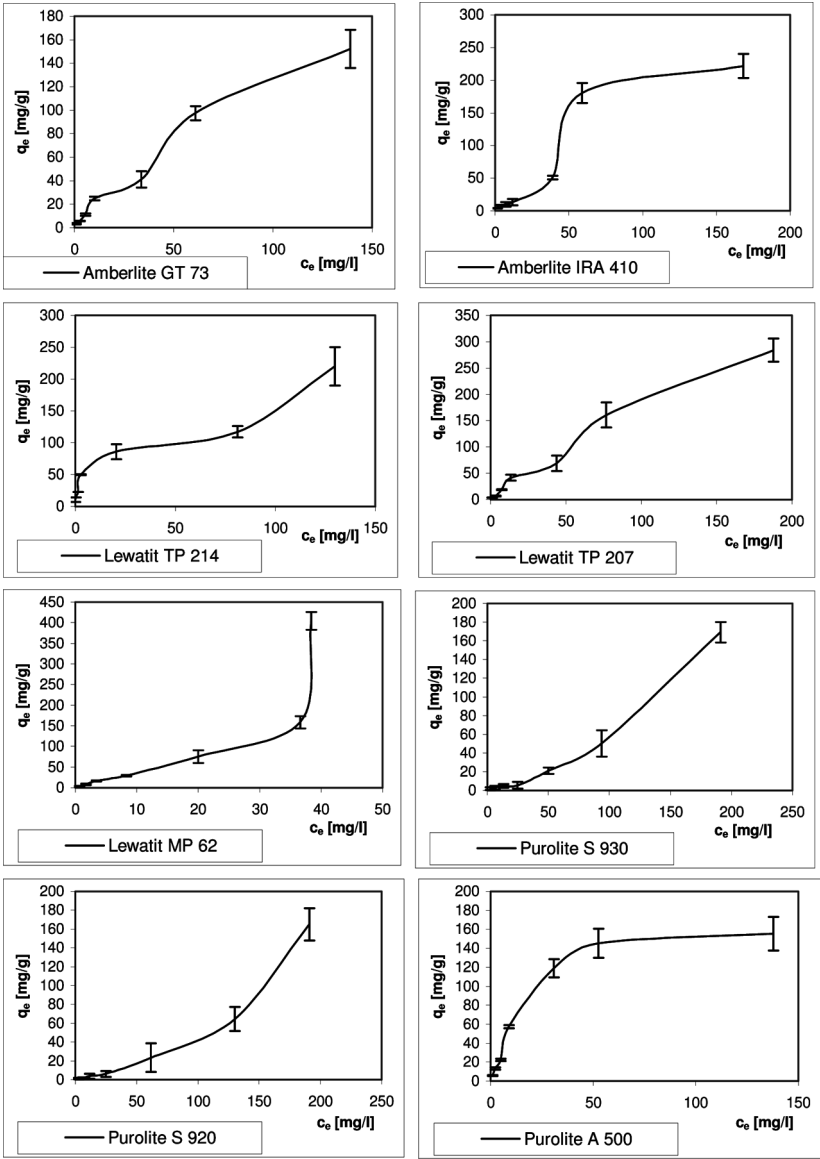 180
160
140
120
100
80
60
40
20
0
qe [mg/g]
0 50 100 150
ce [mg/l]
Amberlite GT 73
300
250
200
150
100
50
0
qe [mg/g]
0 50 100 150 200
ce [mg/l]
Amberlite IRA 410
300
250
200
150
100
50
0
qe [mg/g]
0 50 100 150
ce [mg/l]
Lewatit TP 214
350
300
250
200
150
100
50
0
qe [mg/g]
0 50 100 150 200
ce [mg/l]
Lewatit TP 207
450
400
350
300
250
200
150
100
50
0
qe [mg/g]
0 10 20 30 40 50
ce [mg/l]
Lewatit MP 62
200
180
160
140
120
100
80
60
40
20
0
qe [mg/g]
0 50 100 150 200 250
ce [mg/l]
Purolite S 930
200
180
160
140
120
100
80
60
40
20
0
qe [mg/g]
0 50 100 150 200 250
ce [mg/l]
Purolite S 920
200
180
160
140
120
100
80
60
40
20
0
qe [mg/g]
0 50 100 150
ce [mg/l]
Purolite A 500